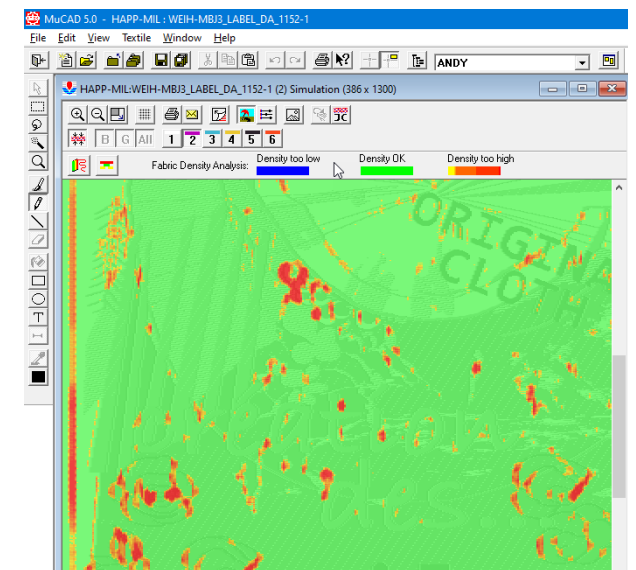 MuCAD 5.0 - HAPP-MIL : WEIH-MBJ3_LABEL_DA_1152-1
File Edit View Textile Window Help
ANDY
HAPP-MIL:WEIH-MBJ3_LABEL_DA_1152-1 (2) Simulation (386 x 1300)
JC
B G All 1 2 3 4 5 6
Fabric Density Analysis: Density too low Density OK Density too high
T
ORIGINA
CLOTH